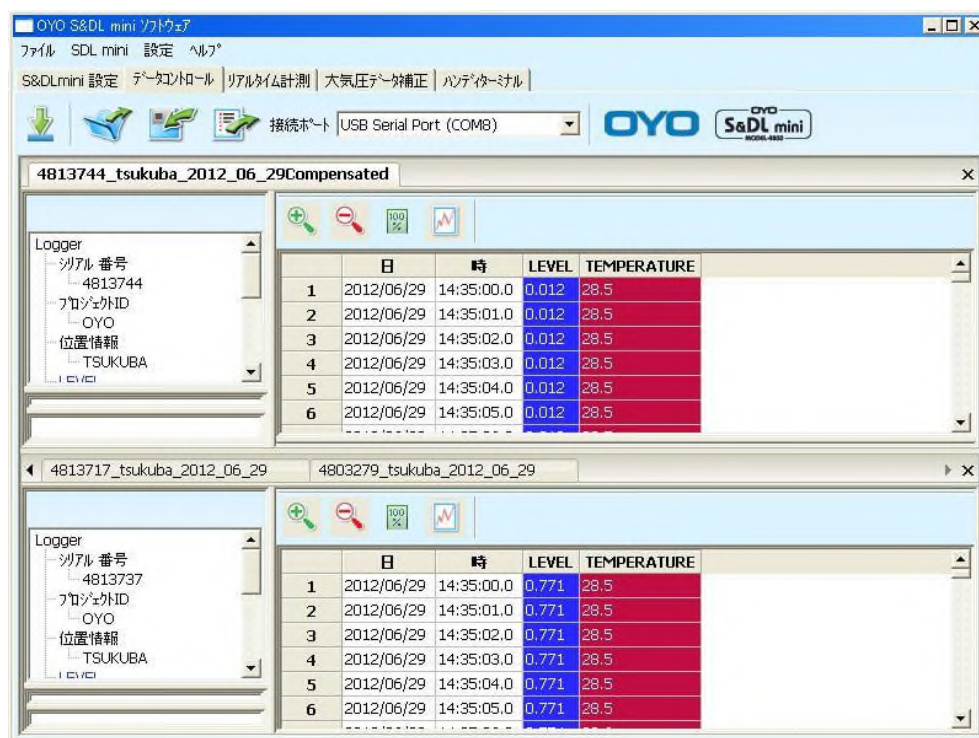 OYO S&DL mini ソフトウェア
ファイル SDL mini 設定 ヘルプ
S&DLmini 設定 データコントロール リアルタイム計測 大気圧データ補正 ハンディターミナル
接続ポート USB Serial Port (COM8) OYO OYO S&DL mini MODEL-4800
4813744_tsukuba_2012_06_29Compensated
100 %
Logger
シリアル 番号
4813744
プロジェクトID
OYO
位置情報
TSUKUBA
LEVEL
日 時 LEVEL TEMPERATURE
1 2012/06/29 14:35:00.0 0.012 28.5
2 2012/06/29 14:35:01.0 0.012 28.5
3 2012/06/29 14:35:02.0 0.012 28.5
4 2012/06/29 14:35:03.0 0.012 28.5
5 2012/06/29 14:35:04.0 0.012 28.5
6 2012/06/29 14:35:05.0 0.012 28.5
4813717_tsukuba_2012_06_29 4803279_tsukuba_2012_06_29
100 %
Logger
シリアル 番号
4813737
プロジェクトID
OYO
位置情報
TSUKUBA
LEVEL
日 時 LEVEL TEMPERATURE
1 2012/06/29 14:35:00.0 0.771 28.5
2 2012/06/29 14:35:01.0 0.771 28.5
3 2012/06/29 14:35:02.0 0.771 28.5
4 2012/06/29 14:35:03.0 0.771 28.5
5 2012/06/29 14:35:04.0 0.771 28.5
6 2012/06/29 14:35:05.0 0.771 28.5